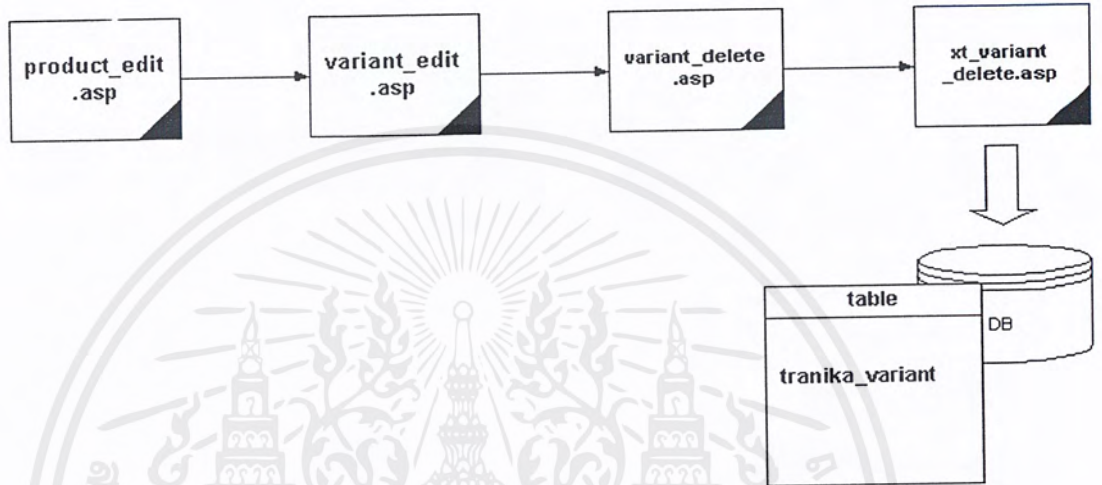 product_edit
.asp
variant_edit
.asp
variant_delete
.asp
xt_variant
_delete.asp
table
DB
tranika_variant